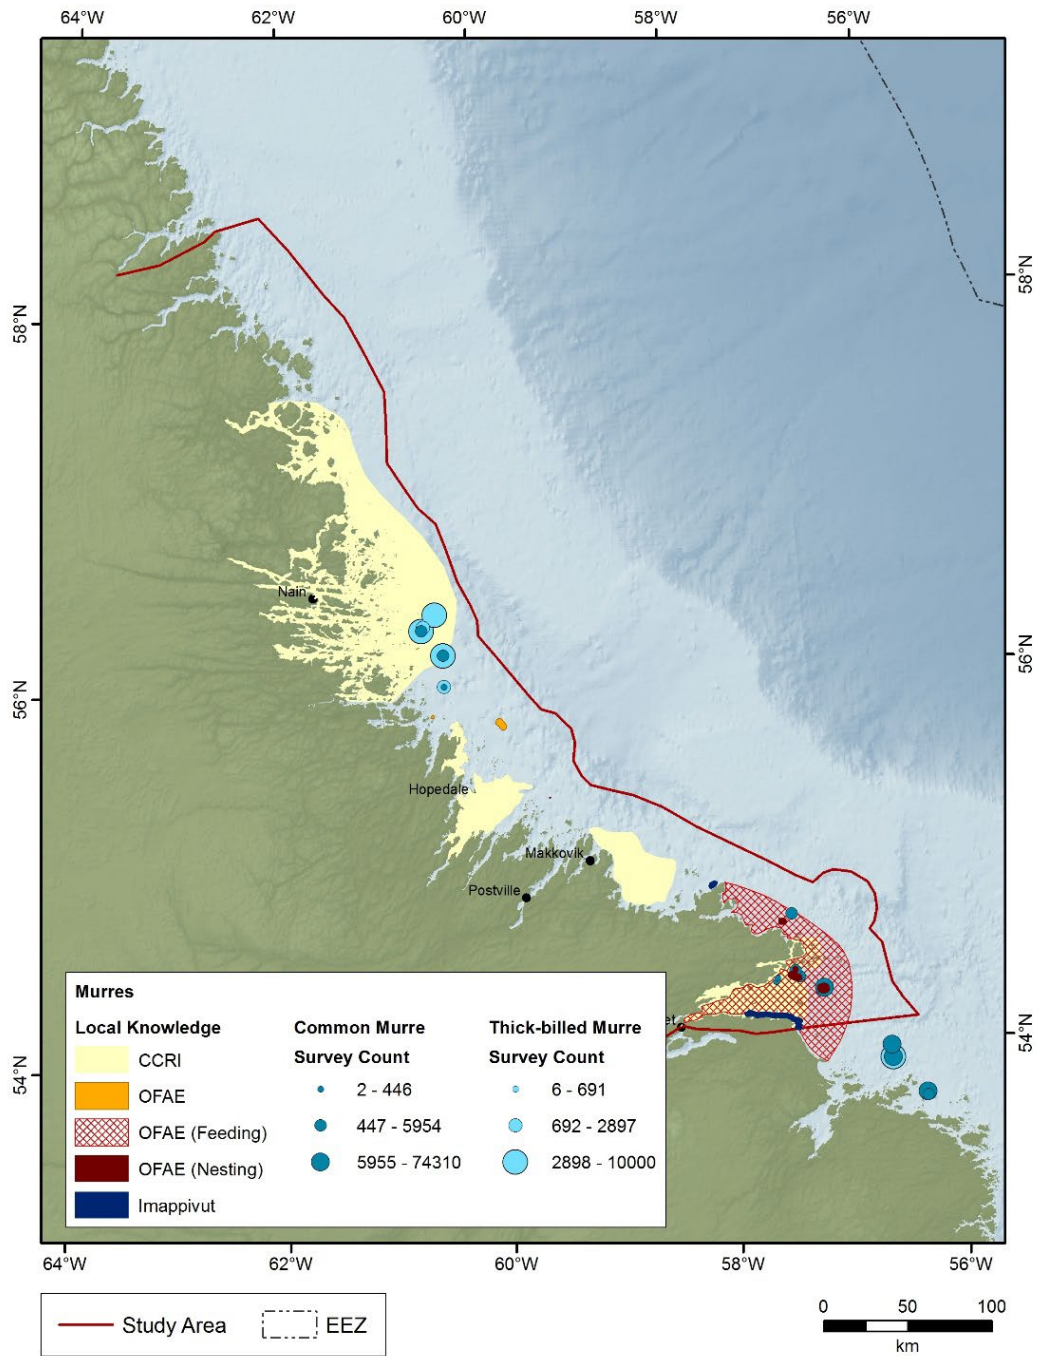 64°W 62°W 60°W 58°W 56°W
58°N
58°N
Nain
56°N
56°N
Hopedale
Makkovik
Postville
et
54°N
54°N
Murres
Local Knowledge
CCRI
OFAE
OFAE (Feeding)
OFAE (Nesting)
Imappivut
Common Murre
Survey Count
2 - 446
447 - 5954
5955 - 74310
Thick-billed Murre
Survey Count
6 - 691
692 - 2897
2898 - 10000
64°W 62°W 60°W 58°W 56°W
Study Area
EEZ
0 50 100
km